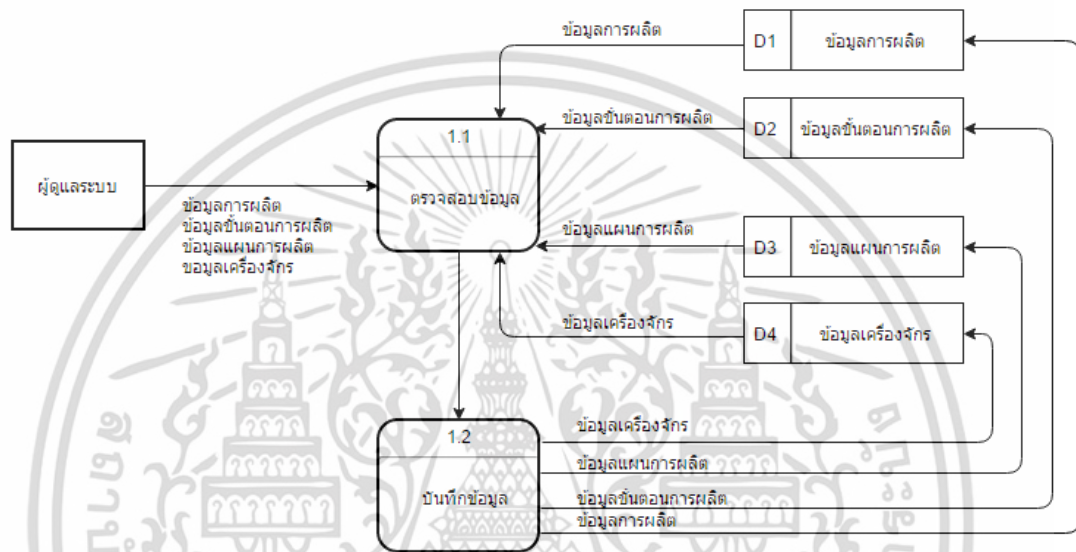 ข้อมูลการผลิต
D1 ข้อมูลการผลิต
ข้อมูลขั้นตอนการผลิต
D2 ข้อมูลขั้นตอนการผลิต
1.1
ตรวจสอบข้อมูล
ผู้ดูแลระบบ
ข้อมูลการผลิต
ข้อมูลขั้นตอนการผลิต
ข้อมูลแผนการผลิต
ขอมูลเครื่องจักร
ข้อมูลแผนการผลิต
D3 ข้อมูลแผนการผลิต
ข้อมูลเครื่องจักร
D4 ข้อมูลเครื่องจักร
1.2
บันทึกข้อมูล
ข้อมูลเครื่องจักร
ข้อมูลแผนการผลิต
ข้อมูลขั้นตอนการผลิต
ข้อมูลการผลิต